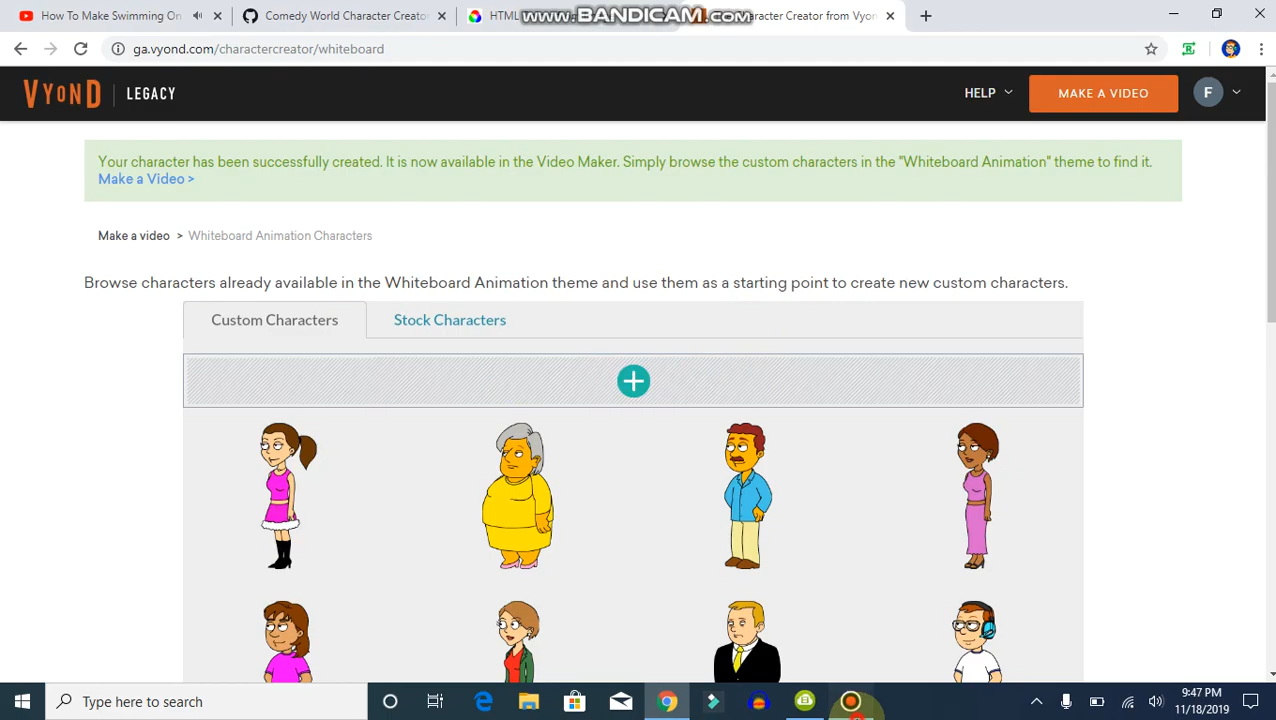 How To Make Swimming On
Comedy World Character Creator
HTML
www.BANDICAM.com
Character Creator from Vyon
ga.vyond.com/charactercreator/whiteboard
VYOND LEGACY
HELP
MAKE A VIDEO
F
Your character has been successfully created. It is now available in the Video Maker. Simply browse the custom characters in the "Whiteboard Animation" theme to find it.
Make a Video >
Make a video > Whiteboard Animation Characters
Browse characters already available in the Whiteboard Animation theme and use them as a starting point to create new custom characters.
Custom Characters
Stock Characters
Type here to search
9:47 PM
11/18/2019